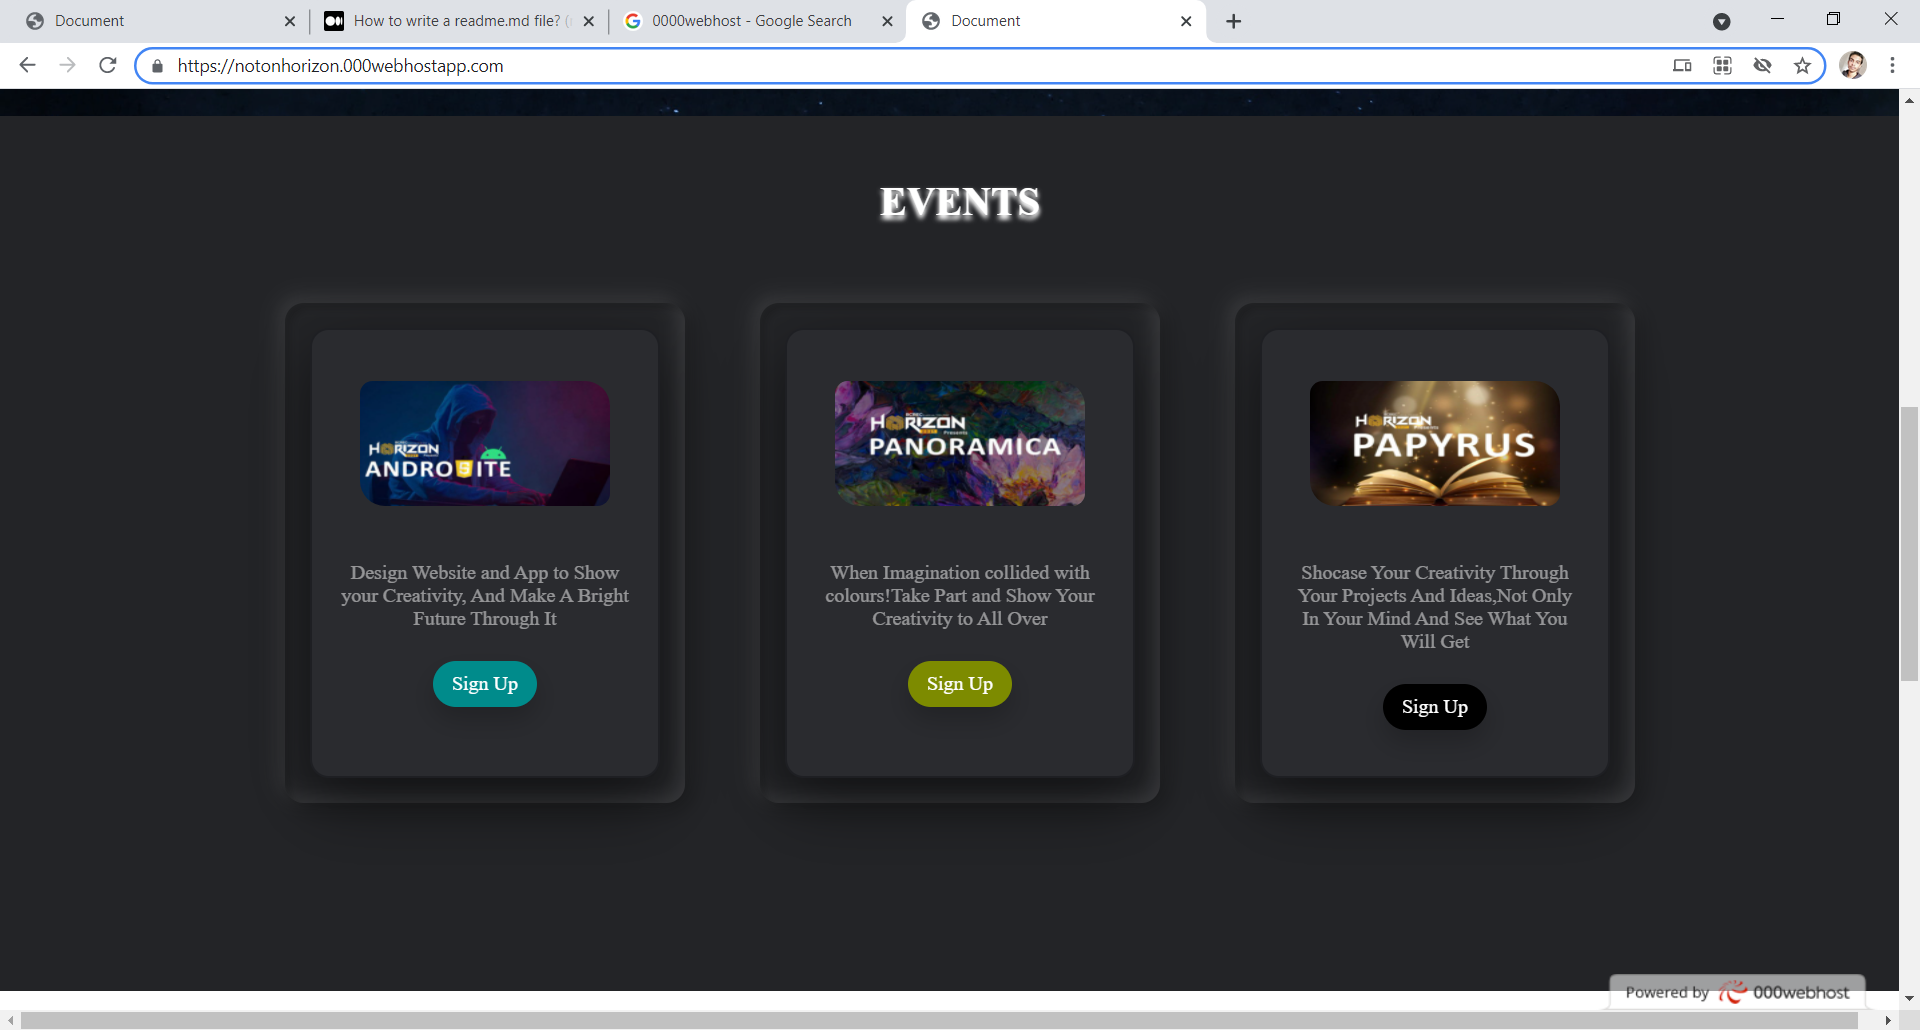 Document
How to write a readme.md file?
0000webhost - Google Search
Document
https://notonhorizon.000webhostapp.com
EVENTS
HORIZON
ANDRO5ITE
Design Website and App to Show
your Creativity, And Make A Bright
Future Through It
Sign Up
HORIZON
Presents
PANORAMICA
When Imagination collided with
colours!Take Part and Show Your
Creativity to All Over
Sign Up
HORIZON
Presents
PAPYRUS
Shocase Your Creativity Through
Your Projects And Ideas,Not Only
In Your Mind And See What You
Will Get
Sign Up
Powered by 000webhost